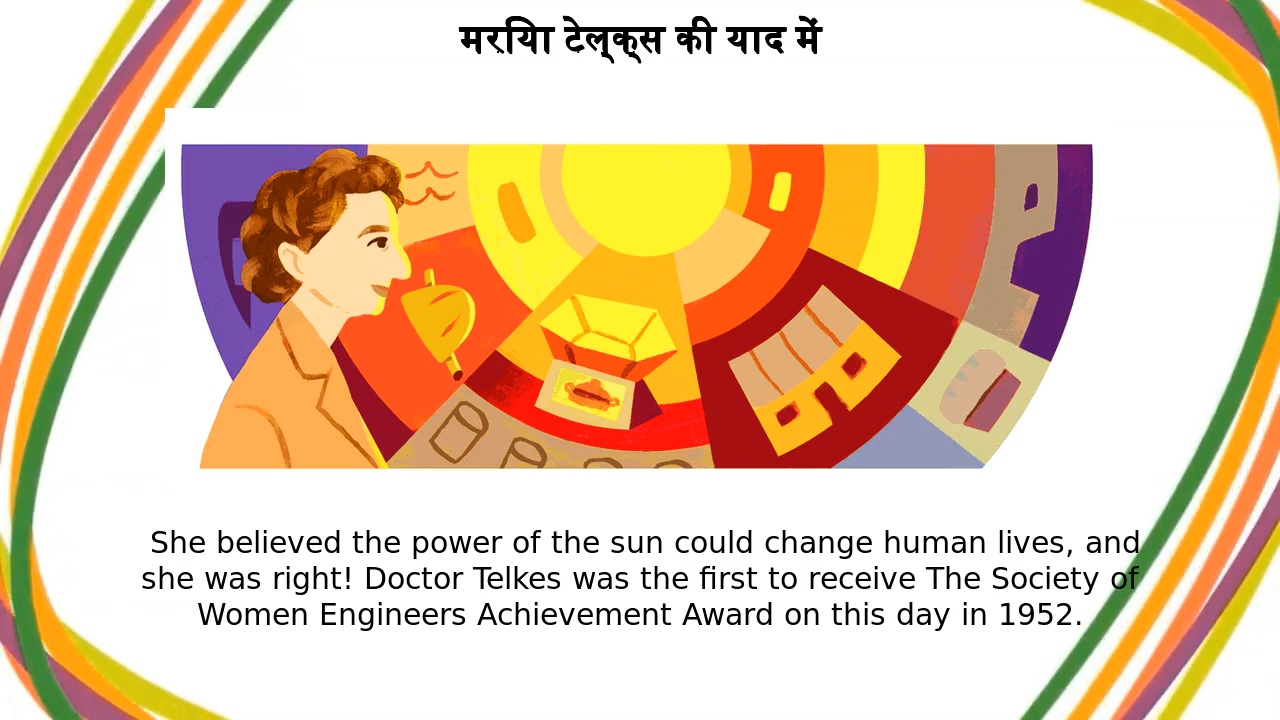 मरिया टेल्क्स की याद में
She believed the power of the sun could change human lives, and
she was right! Doctor Telkes was the first to receive The Society of
Women Engineers Achievement Award on this day in 1952.